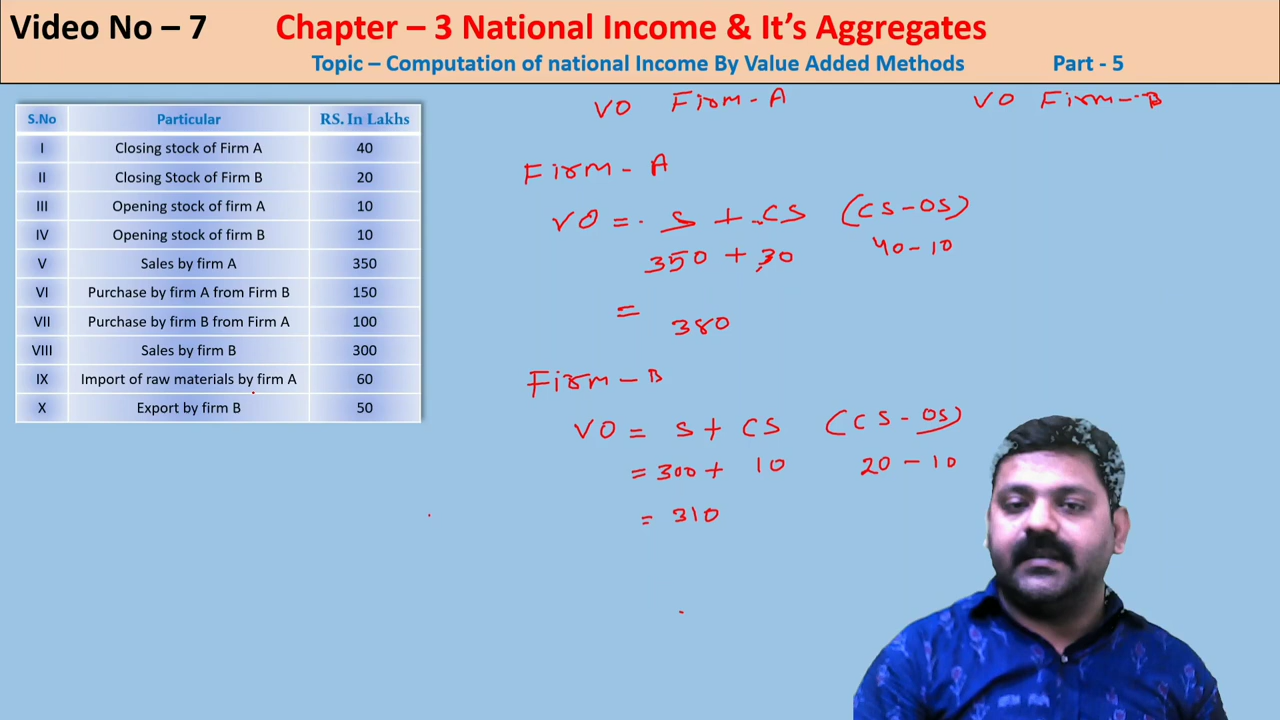 Video No – 7 Chapter – 3 National Income & It's Aggregates
Topic – Computation of national Income By Value Added Methods Part - 5
S.No Particular RS. In Lakhs
I Closing stock of Firm A 40
II Closing Stock of Firm B 20
III Opening stock of firm A 10
IV Opening stock of firm B 10
V Sales by firm A 350
VI Purchase by firm A from Firm B 150
VII Purchase by firm B from Firm A 100
VIII Sales by firm B 300
IX Import of raw materials by firm A 60
X Export by firm B 50
VO Firm - A VO Firm - B
Firm - A
VO = S + CS (CS - OS)
350 + 30 40 - 10
=
380
Firm - B
VO = S + CS (CS - OS)
= 300 + 10 20 - 10
= 310